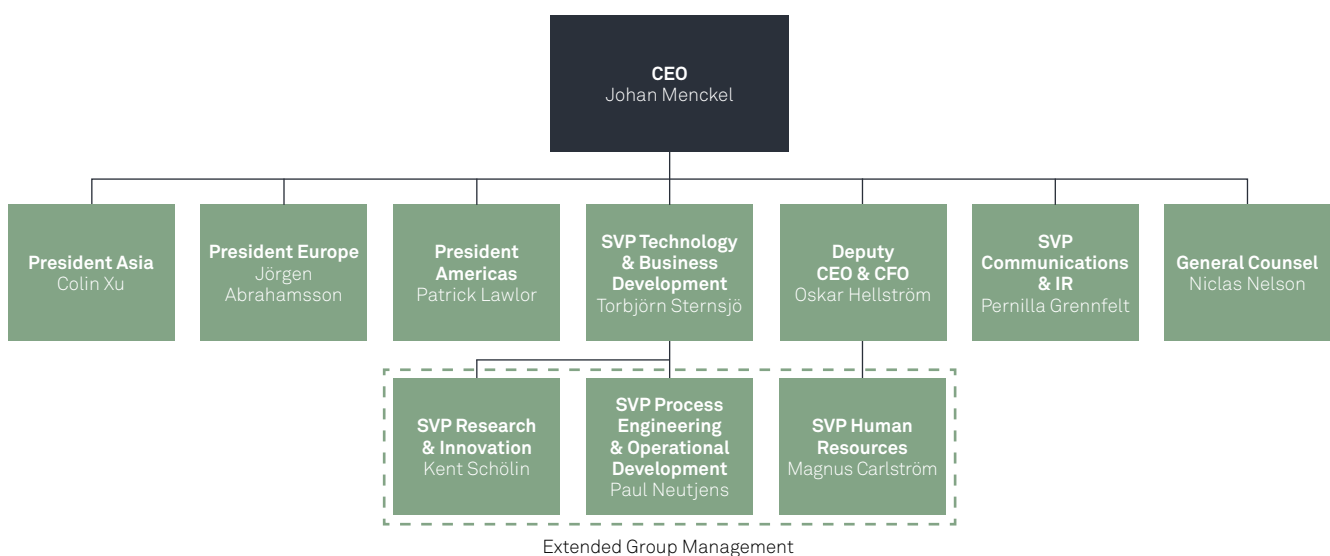 CEO
Johan Menckel
President Asia
Colin Xu
President Europe
Jörgen
Abrahamsson
President
Americas
Patrick Lawlor
SVP Technology
& Business
Development
Torbjörn Sternsjö
Deputy
CEO & CFO
Oskar Hellström
SVP
Communications
& IR
Pernilla Grennfelt
General Counsel
Niclas Nelson
SVP Research
& Innovation
Kent Schölin
SVP Process
Engineering
& Operational
Development
Paul Neutjens
SVP Human
Resources
Magnus Carlström
Extended Group Management